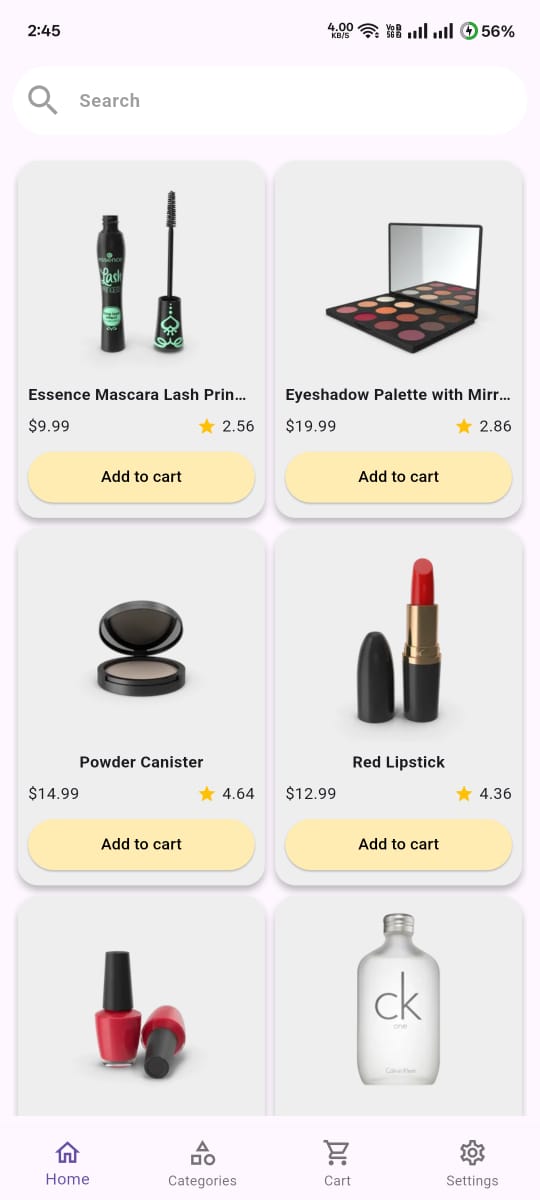 2:45
4.00
KB/S
Vo
5G
56%
Search
essence
Lash
Essence Mascara Lash Prin...
Eyeshadow Palette with Mirr...
$9.99
2.56
$19.99
2.86
Add to cart
Add to cart
Powder Canister
Red Lipstick
$14.99
4.64
$12.99
4.36
Add to cart
Add to cart
ck
one
Calvin Klein
Home
Categories
Cart
Settings